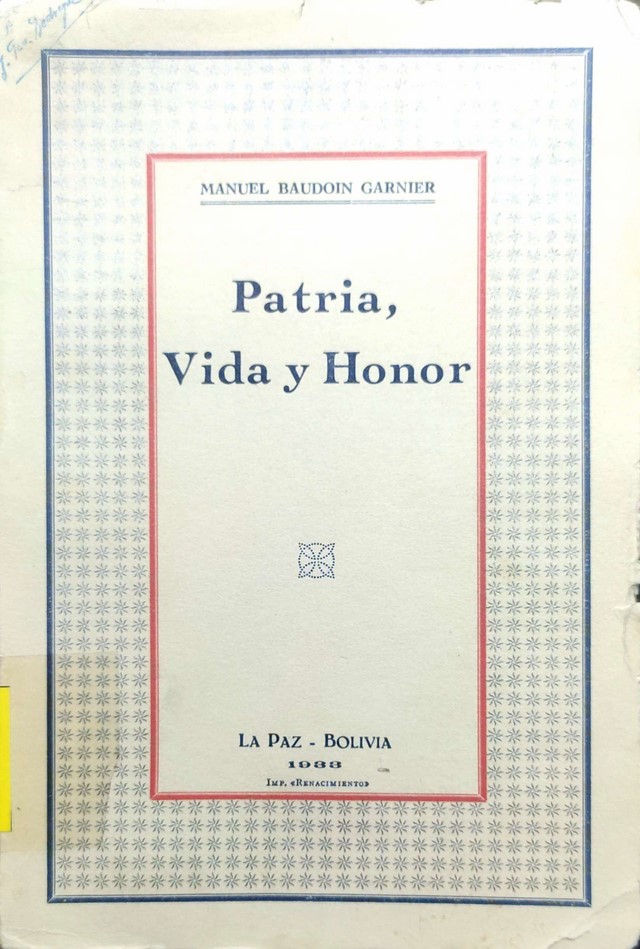 MANUEL BAUDOIN GARNIER
Patria,
Vida y Honor
LA PAZ - BOLIVIA
1933
IMP. «RENACIMIENTO»